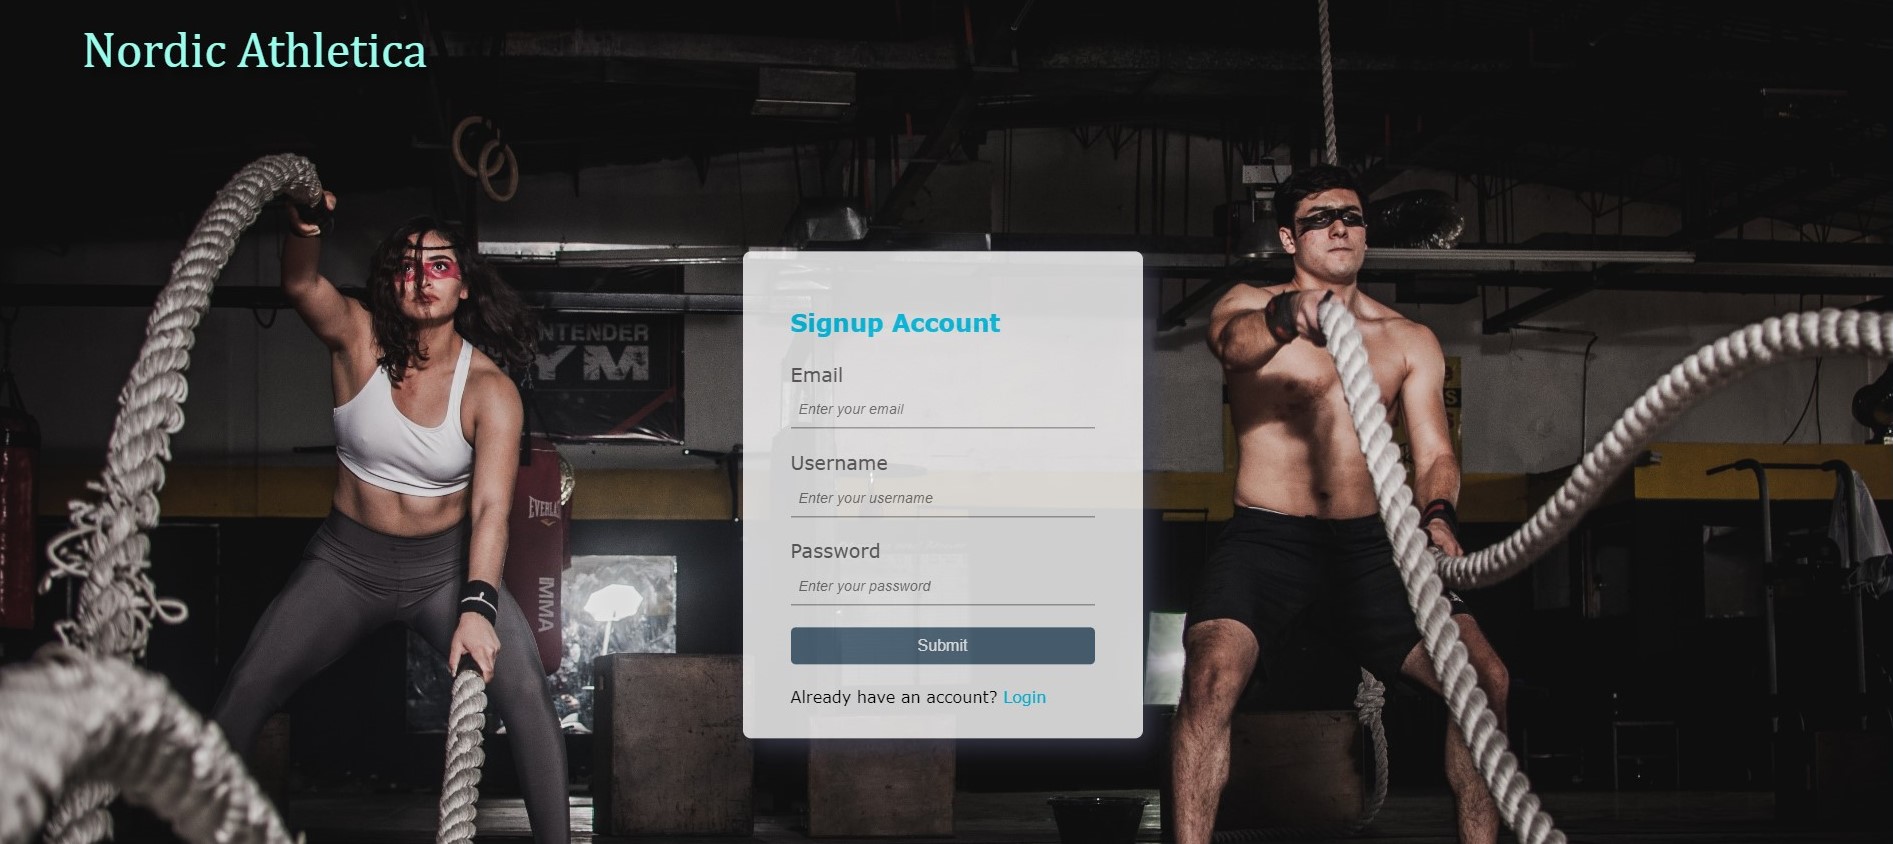 Nordic Athletica
NTENDER
YM
Signup Account
Email
Enter your email
Username
Enter your username
Password
Enter your password
Submit
Already have an account? Login
EVERLAST
IMMA